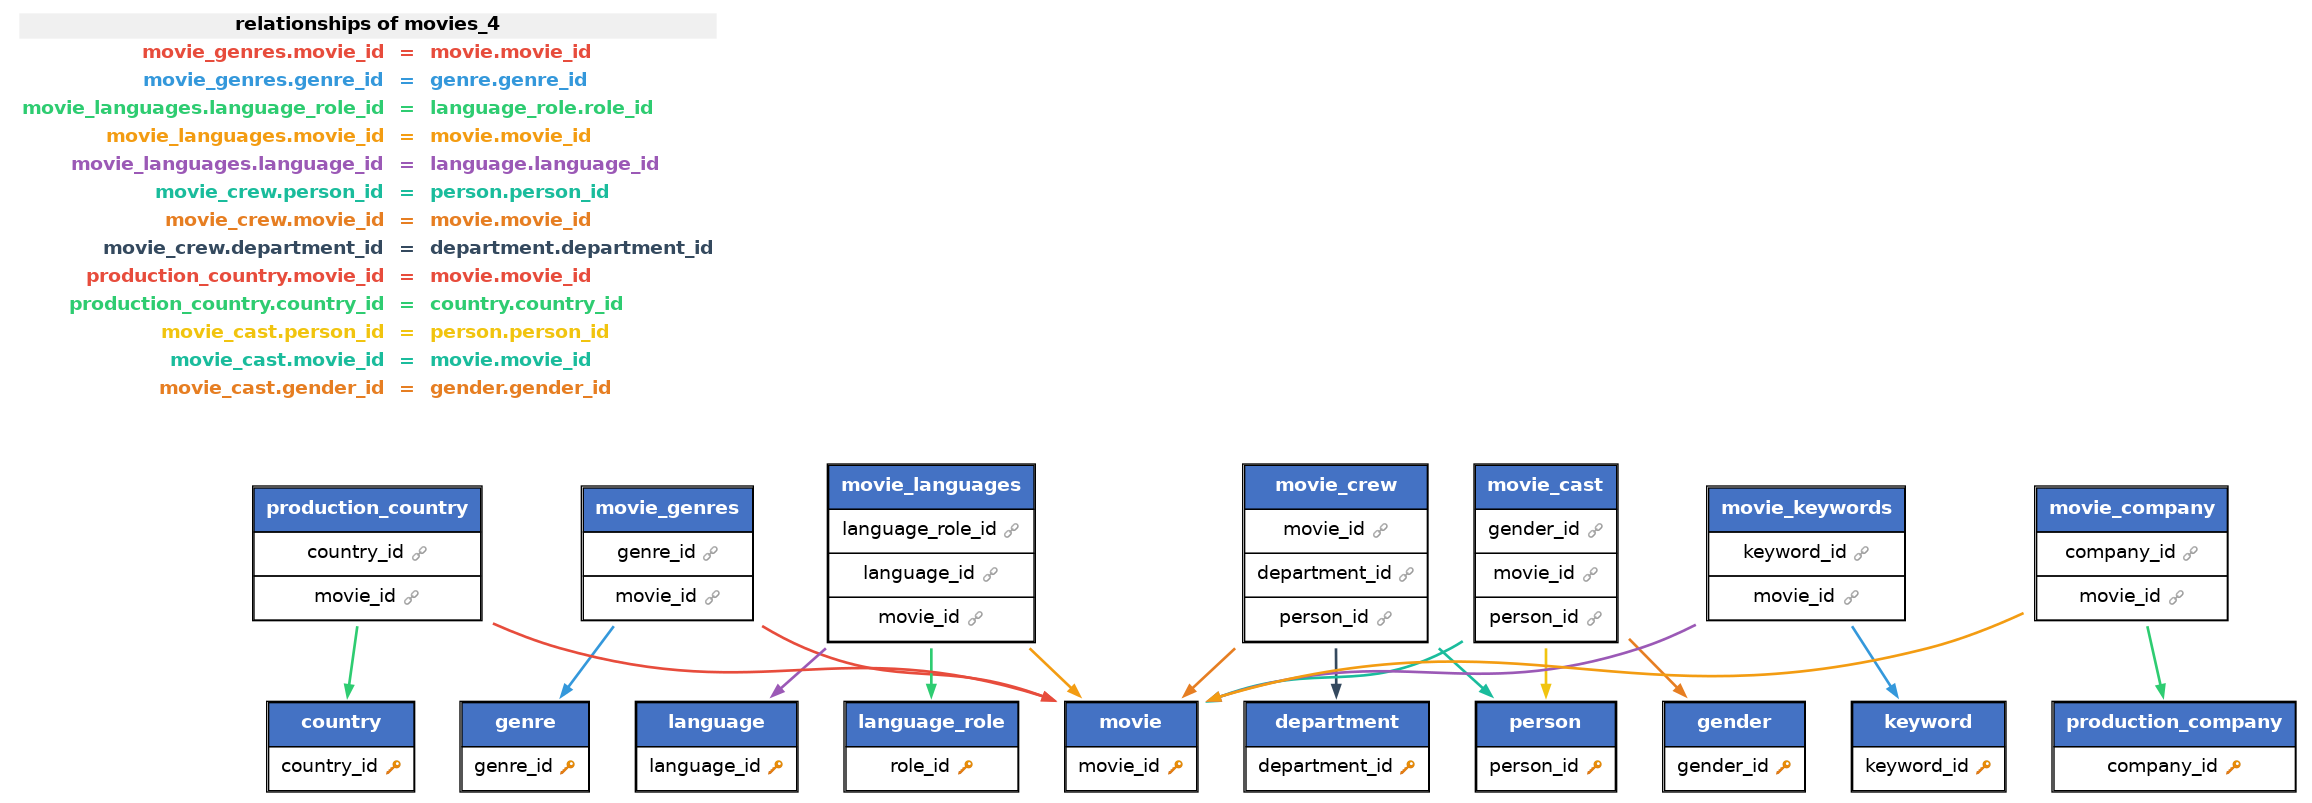 relationships of movies_4
movie_genres.movie_id = movie.movie_id
movie_genres.genre_id = genre.genre_id
movie_languages.language_role_id = language_role.role_id
movie_languages.movie_id = movie.movie_id
movie_languages.language_id = language.language_id
movie_crew.person_id = person.person_id
movie_crew.movie_id = movie.movie_id
movie_crew.department_id = department.department_id
production_country.movie_id = movie.movie_id
production_country.country_id = country.country_id
movie_cast.person_id = person.person_id
movie_cast.movie_id = movie.movie_id
movie_cast.gender_id = gender.gender_id
production_country
country_id
movie_id
movie_genres
genre_id
movie_id
movie_languages
language_role_id
language_id
movie_id
movie_crew
movie_id
department_id
person_id
movie_cast
gender_id
movie_id
person_id
movie_keywords
keyword_id
movie_id
movie_company
company_id
movie_id
country
country_id
genre
genre_id
language
language_id
language_role
role_id
movie
movie_id
department
department_id
person
person_id
gender
gender_id
keyword
keyword_id
production_company
company_id